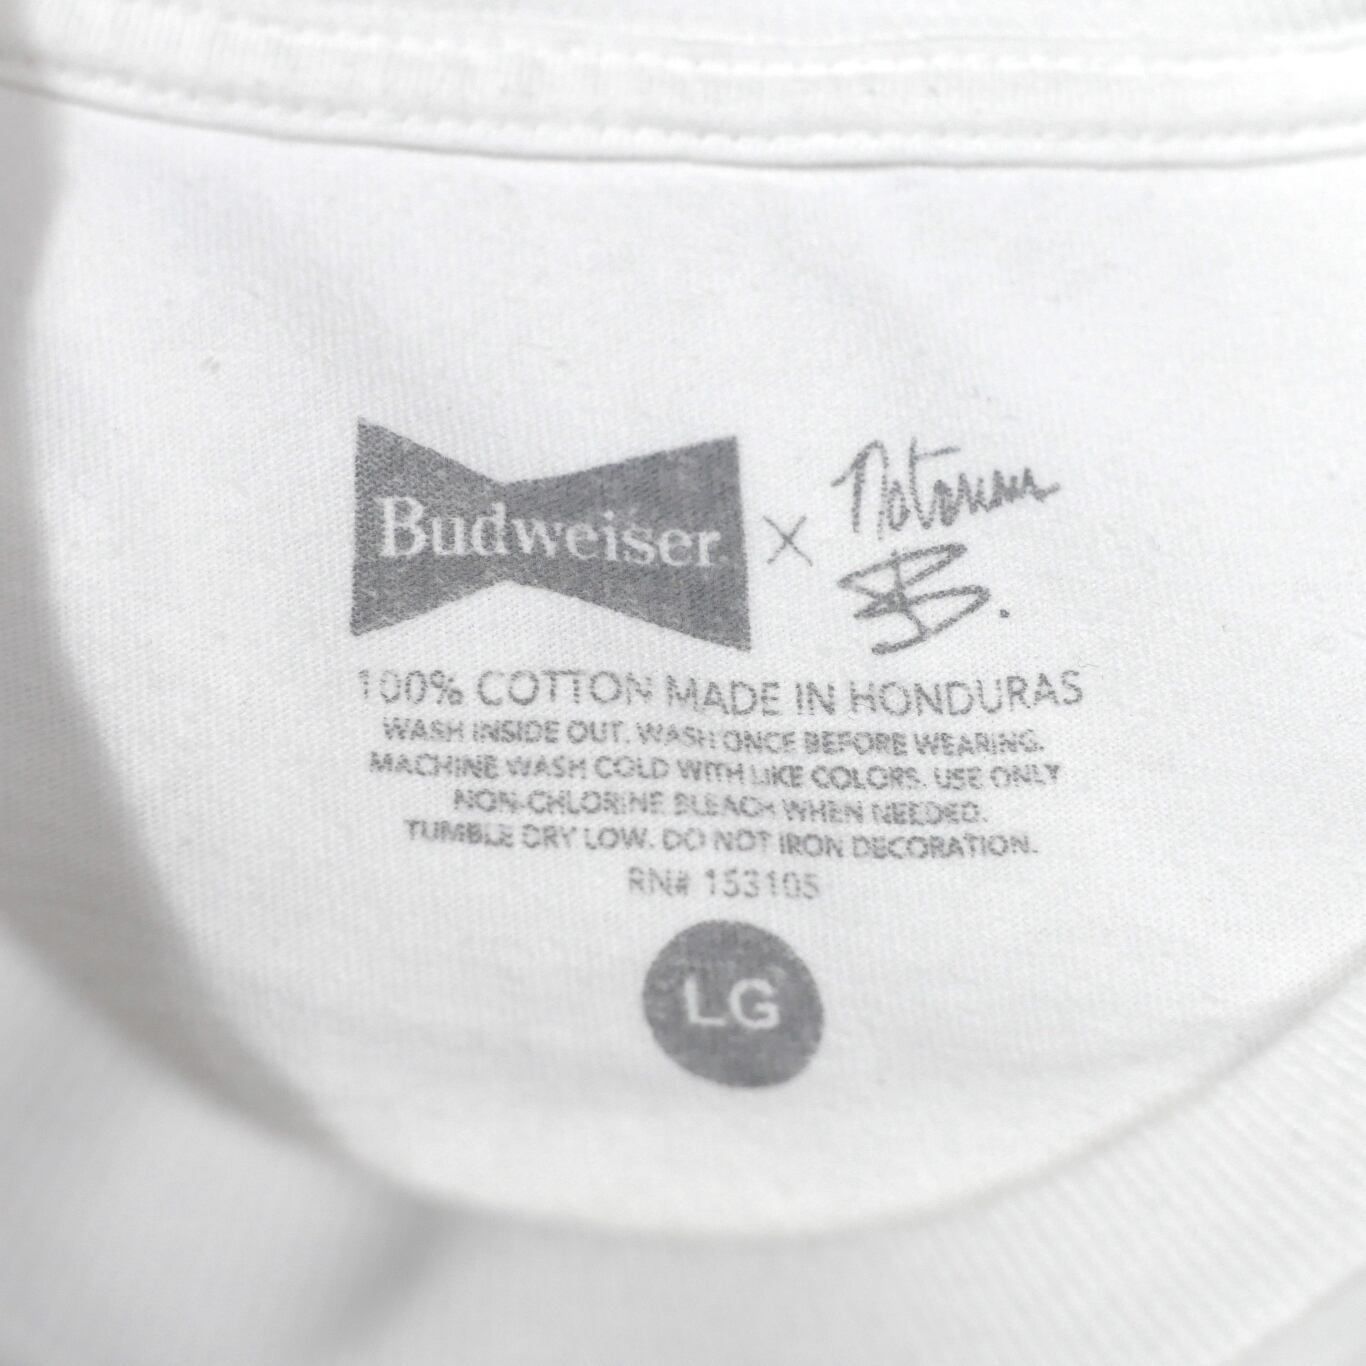 Budweiser
X
Notorious
B.
100% COTTON MADE IN HONDURAS
WASH INSIDE OUT. WASH ONCE BEFORE WEARING.
MACHINE WASH COLD WITH LIKE COLORS. USE ONLY
NON-CHLORINE BLEACH WHEN NEEDED.
TUMBLE DRY LOW. DO NOT IRON DECORATION.
RN# 153105
LG